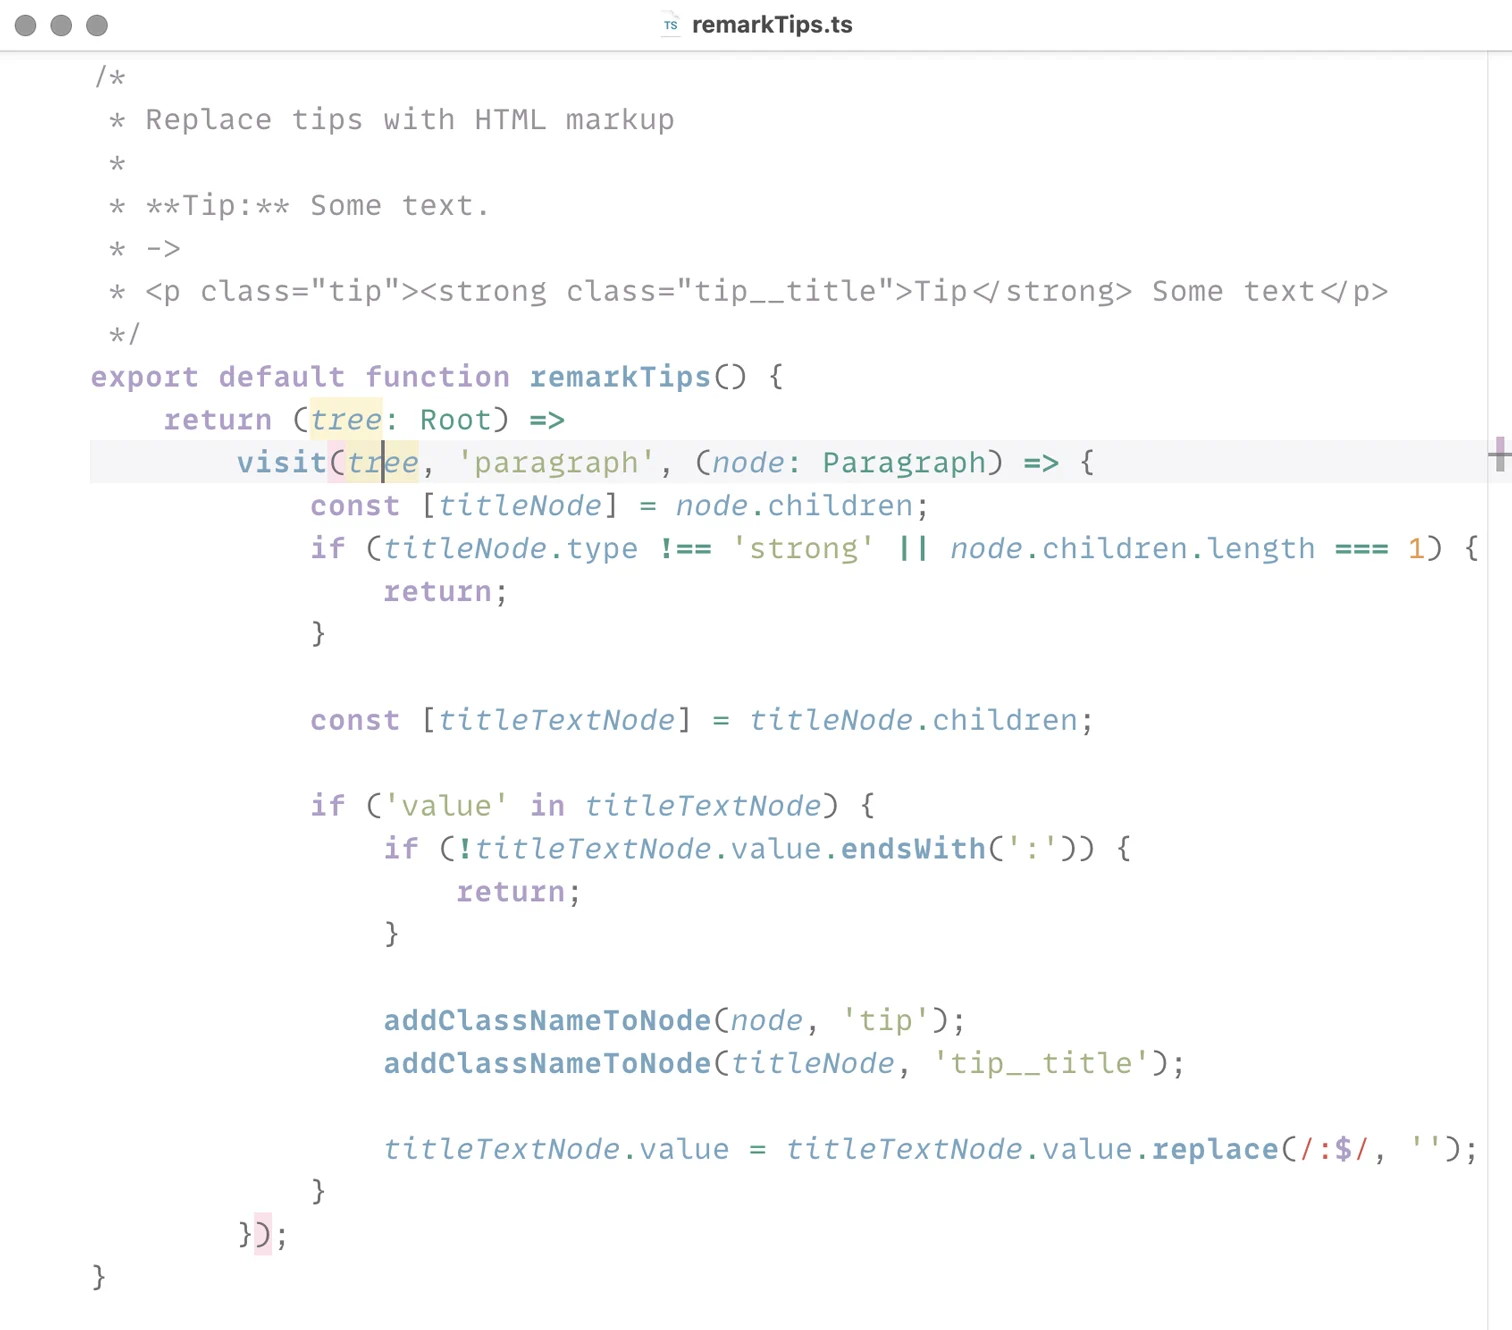 TS remarkTips.ts
/*
 * Replace tips with HTML markup
 *
 * **Tip:** Some text.
 * ->
 * <p class="tip"><strong class="tip__title">Tip</strong> Some text</p>
 */
export default function remarkTips() {
    return (tree: Root) =>
        visit(tree, 'paragraph', (node: Paragraph) => {
            const [titleNode] = node.children;
            if (titleNode.type !== 'strong' || node.children.length === 1) {
                return;
            }

            const [titleTextNode] = titleNode.children;

            if ('value' in titleTextNode) {
                if (!titleTextNode.value.endsWith(':')) {
                    return;
                }

                addClassNameToNode(node, 'tip');
                addClassNameToNode(titleNode, 'tip__title');

                titleTextNode.value = titleTextNode.value.replace(/:$/, '');
            }
        });
}